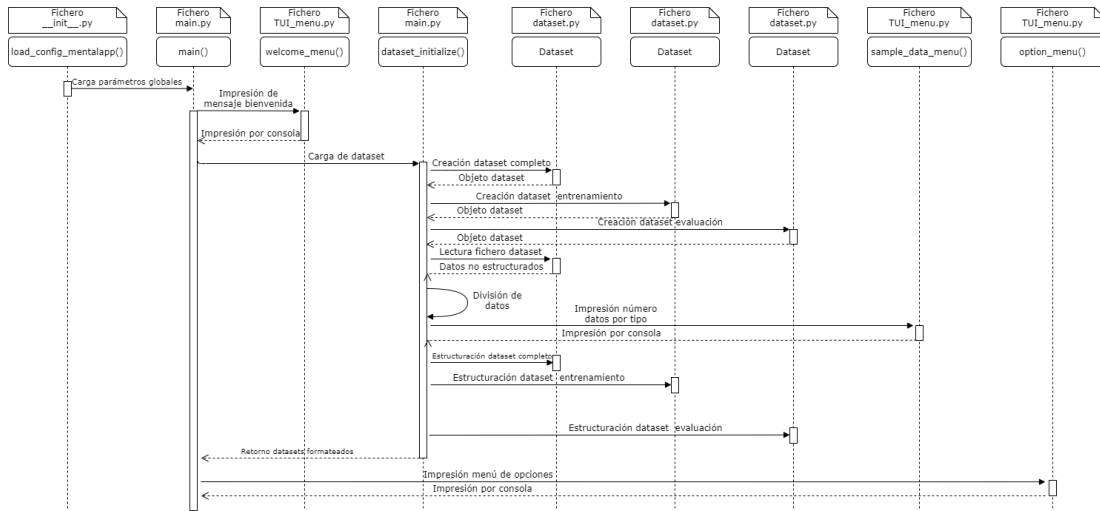 Fichero
__init__.py
Fichero
main.py
Fichero
TUI_menu.py
Fichero
main.py
Fichero
dataset.py
Fichero
dataset.py
Fichero
dataset.py
Fichero
TUI_menu.py
Fichero
TUI_menu.py
load_config_mentalapp()
main()
welcome_menu()
dataset_initialize()
Dataset
Dataset
Dataset
sample_data_menu()
option_menu()
Carga parámetros globales
Impresión de
mensaje bienvenida
Impresión por consola
Carga de dataset
Creación dataset completo
Objeto dataset
Creación dataset entrenamiento
Objeto dataset
Creación dataset evaluación
Objeto dataset
Lectura fichero dataset
Datos no estructurados
División de
datos
Impresión número
datos por tipo
Impresión por consola
Estructuración dataset completo
Estructuración dataset entrenamiento
Estructuración dataset evaluación
Retorno datasets formateados
Impresión menú de opciones
Impresión por consola